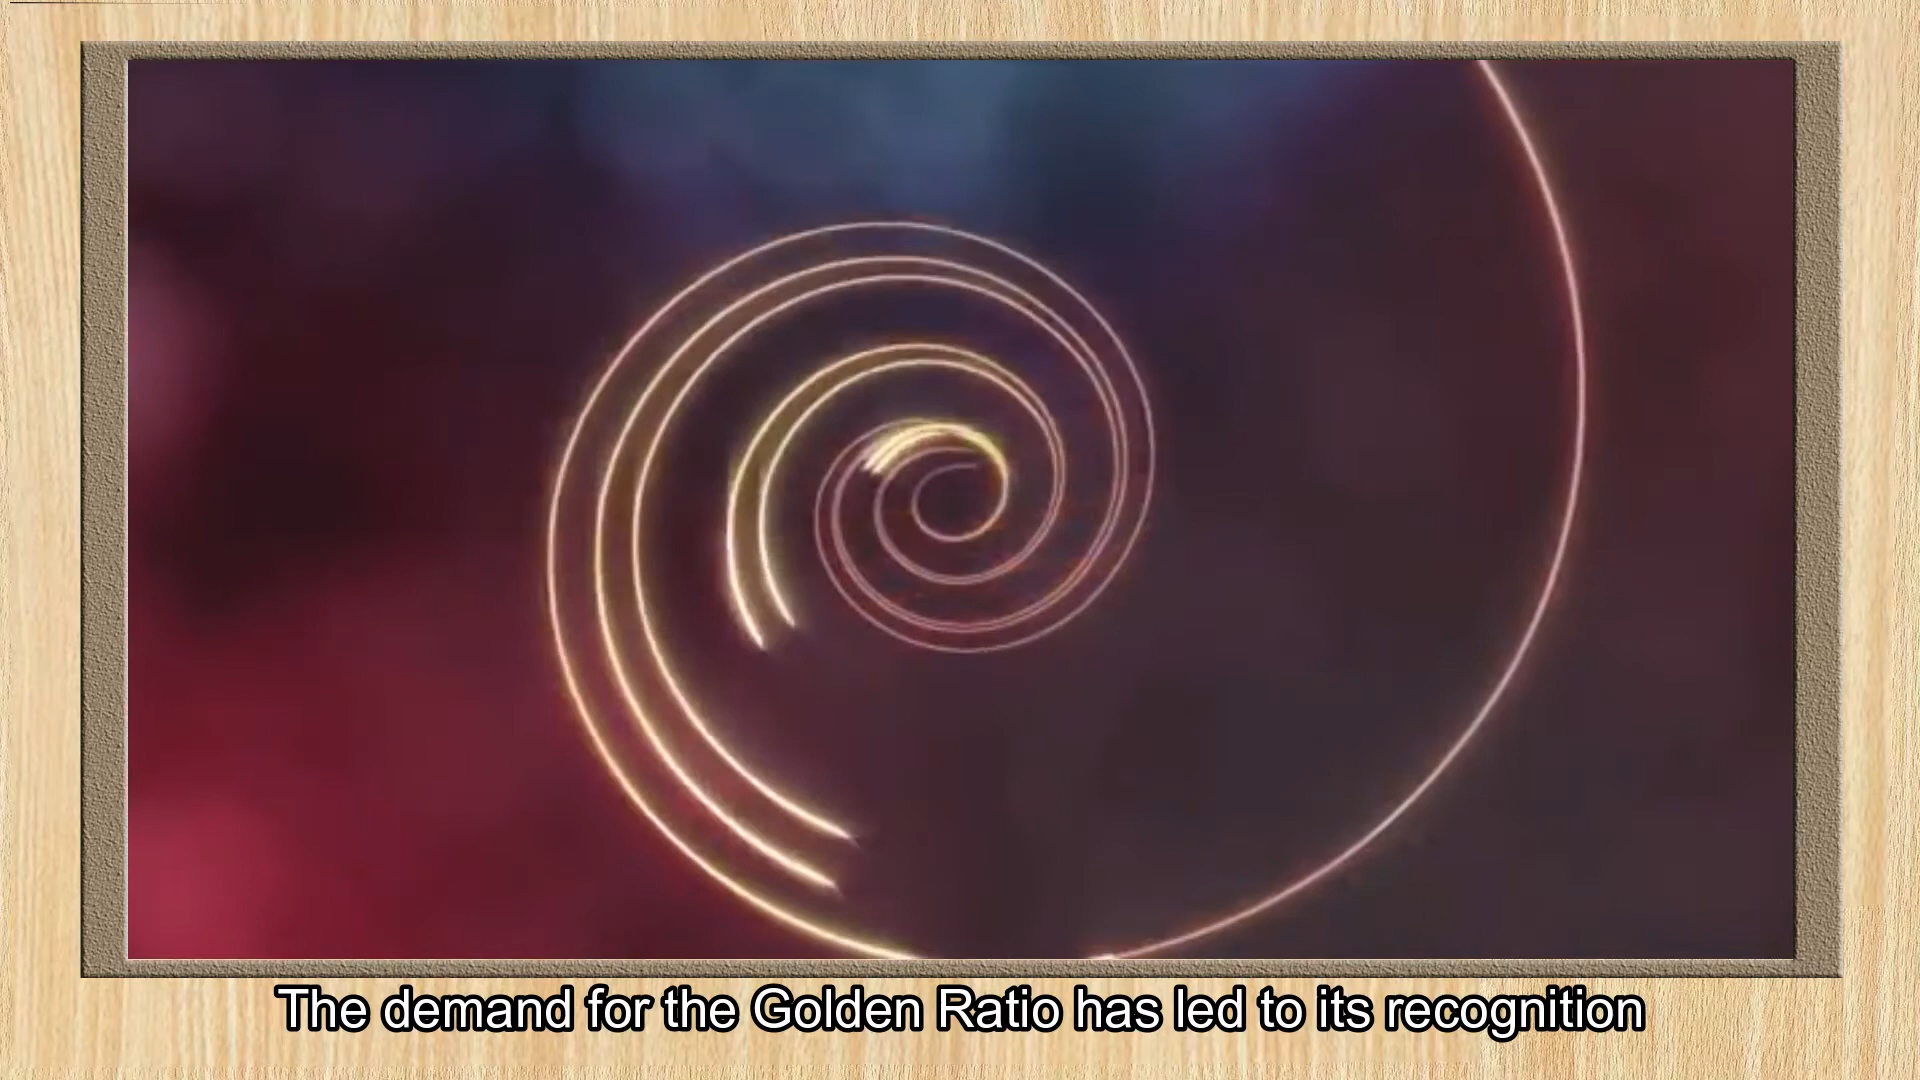 The demand for the Golden Ratio has led to its recognition